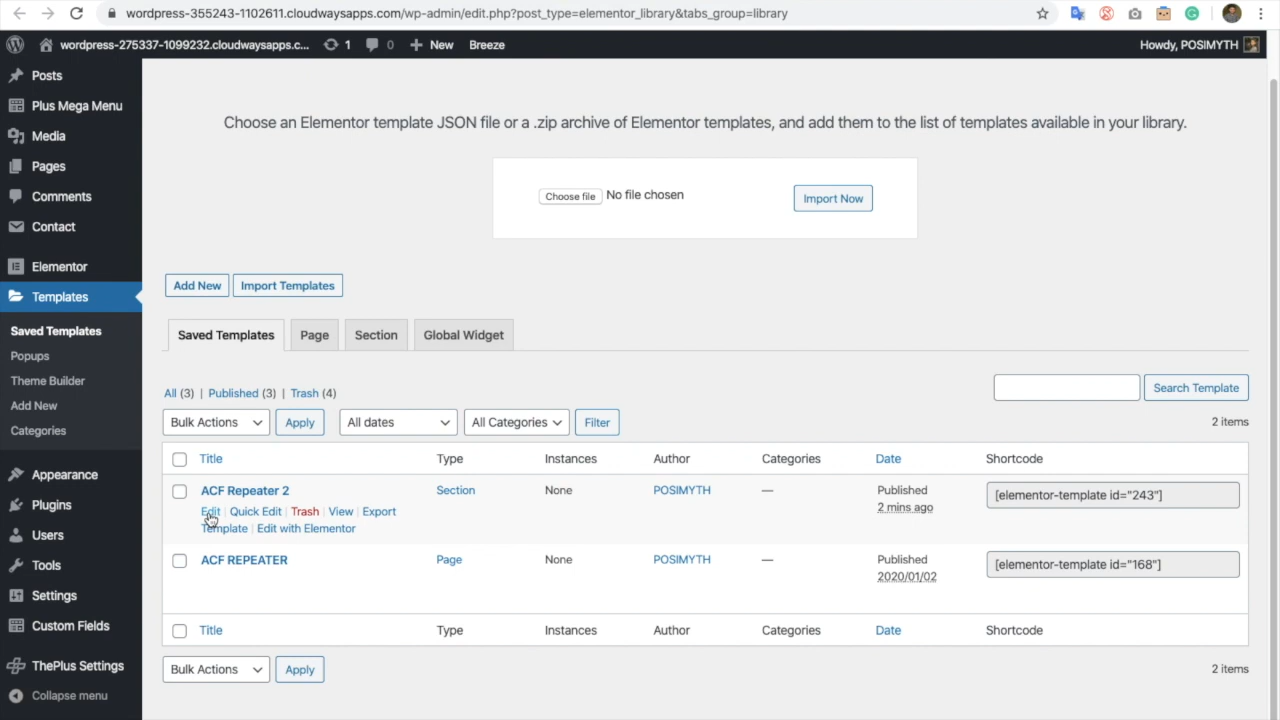 wordpress-355243-1102611.cloudwaysapps.com/wp-admin/edit.php?post_type=elementor_library&tabs_group=library
wordpress-275337-1099232.cloudwaysapps.c... 1 0 New Breeze Howdy, POSIMYTH
Posts
Plus Mega Menu
Media
Pages
Comments
Contact
Elementor
Templates
Saved Templates
Popups
Theme Builder
Add New
Categories
Appearance
Plugins
Users
Tools
Settings
Custom Fields
ThePlus Settings
Collapse menu
Choose an Elementor template JSON file or a .zip archive of Elementor templates, and add them to the list of templates available in your library.
Choose file No file chosen Import Now
Add New Import Templates
Saved Templates Page Section Global Widget
All (3) | Published (3) | Trash (4)
Search Template
Bulk Actions Apply All dates All Categories Filter 2 items
Title Type Instances Author Categories Date Shortcode
ACF Repeater 2 Section None POSIMYTH — Published [elementor-template id="243"]
2 mins ago
Edit | Quick Edit | Trash | View | Export
Template | Edit with Elementor
ACF REPEATER Page None POSIMYTH — Published [elementor-template id="168"]
2020/01/02
Title Type Instances Author Categories Date Shortcode
Bulk Actions Apply 2 items